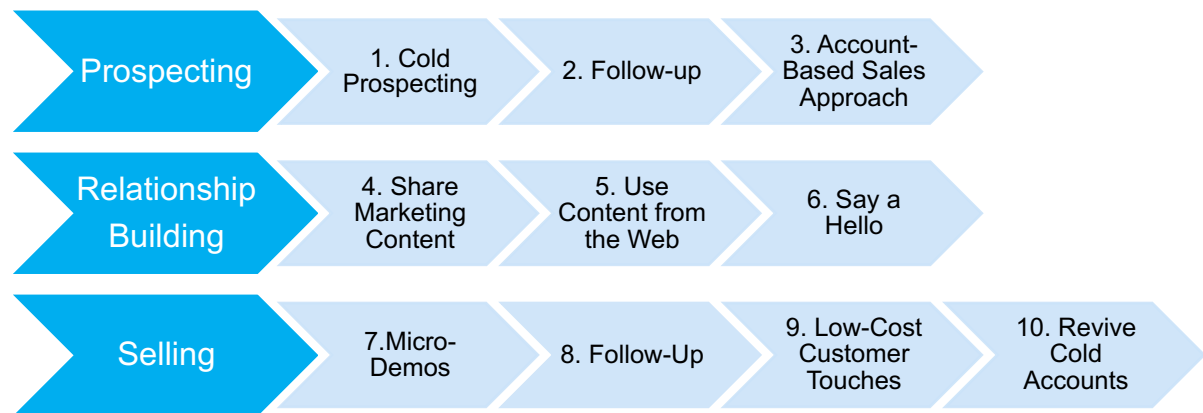 Prospecting
1. Cold
Prospecting
2. Follow-up
3. Account-
Based Sales
Approach
Relationship
Building
4. Share
Marketing
Content
5. Use
Content from
the Web
6. Say a
Hello
Selling
7.Micro-
Demos
8. Follow-Up
9. Low-Cost
Customer
Touches
10. Revive
Cold
Accounts